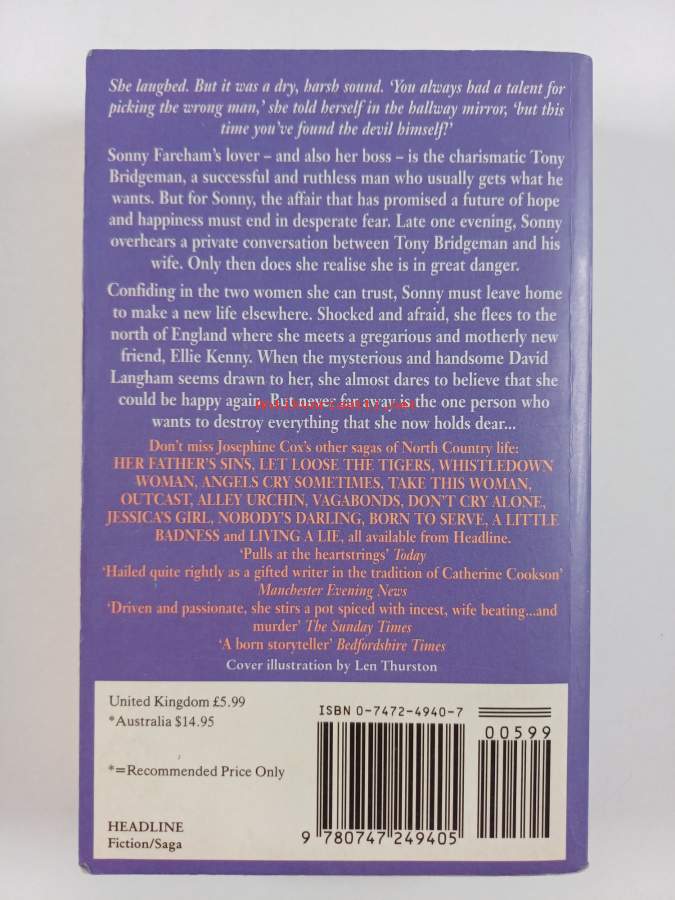 She laughed. But it was a dry, harsh sound. ‘You always had a talent for
picking the wrong man,’ she told herself in the hallway mirror, ‘but this
time you’ve found the devil himself!’
Sonny Fareham’s lover – and also her boss – is the charismatic Tony
Bridgeman, a successful and ruthless man who usually gets what he
wants. But for Sonny, the affair that has promised a future of hope
and happiness must end in desperate fear. Late one evening, Sonny
overhears a private conversation between Tony Bridgeman and his
wife. Only then does she realise she is in great danger.
Confiding in the two women she can trust, Sonny must leave home
to make a new life elsewhere. Shocked and afraid, she flees to the
north of England where she meets a gregarious and motherly new
friend, Ellie Kenny. When the mysterious and handsome David
Langham seems drawn to her, she almost dares to believe that she
could be happy again. But never far away is the one person who
wants to destroy everything that she now holds dear...
Don’t miss Josephine Cox’s other sagas of North Country life:
HER FATHER’S SINS, LET LOOSE THE TIGERS, WHISTLEDOWN
WOMAN, ANGELS CRY SOMETIMES, TAKE THIS WOMAN,
OUTCAST, ALLEY URCHIN, VAGABONDS, DON’T CRY ALONE,
JESSICA’S GIRL, NOBODY’S DARLING, BORN TO SERVE, A LITTLE
BADNESS and LIVING A LIE, all available from Headline.
‘Pulls at the heartstrings’ Today
‘Hailed quite rightly as a gifted writer in the tradition of Catherine Cookson’
Manchester Evening News
‘Driven and passionate, she stirs a pot spiced with incest, wife beating...and
murder’ The Sunday Times
‘A born storyteller’ Bedfordshire Times
Cover illustration by Len Thurston
United Kingdom £5.99
*Australia $14.95
*=Recommended Price Only
HEADLINE
Fiction/Saga
ISBN 0-7472-4940-7
00599
9 780747 249405